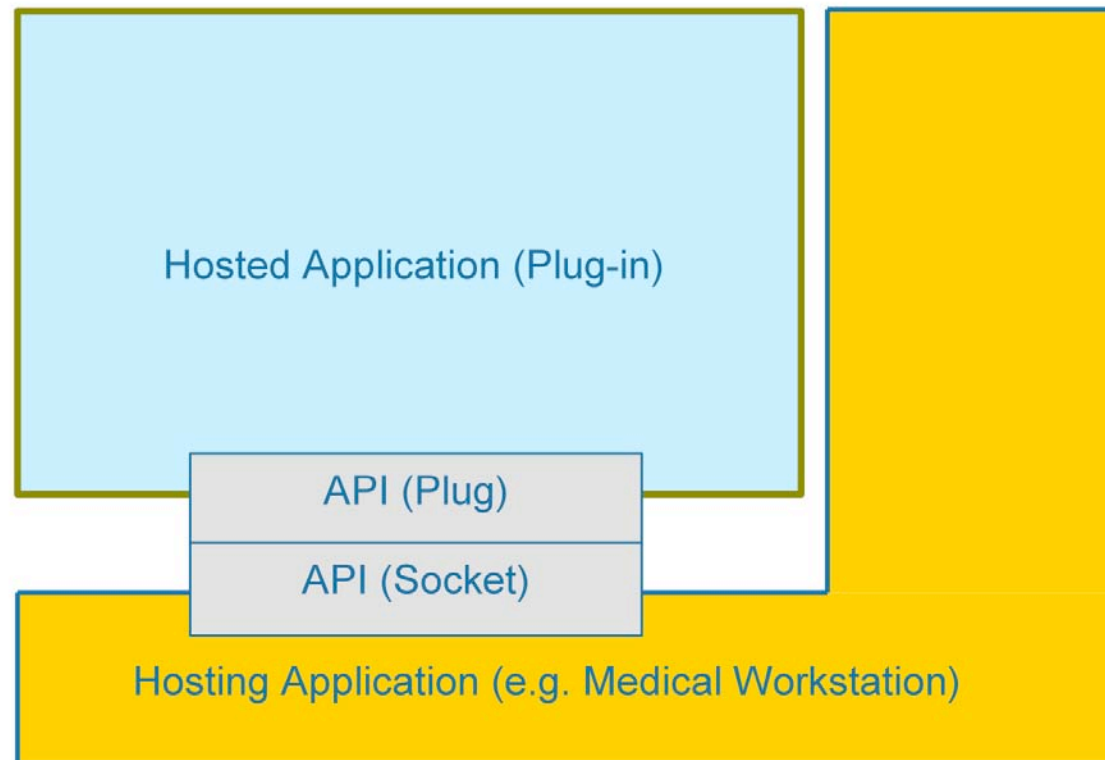 Hosted Application (Plug-in)
API (Plug)
API (Socket)
Hosting Application (e.g. Medical Workstation)